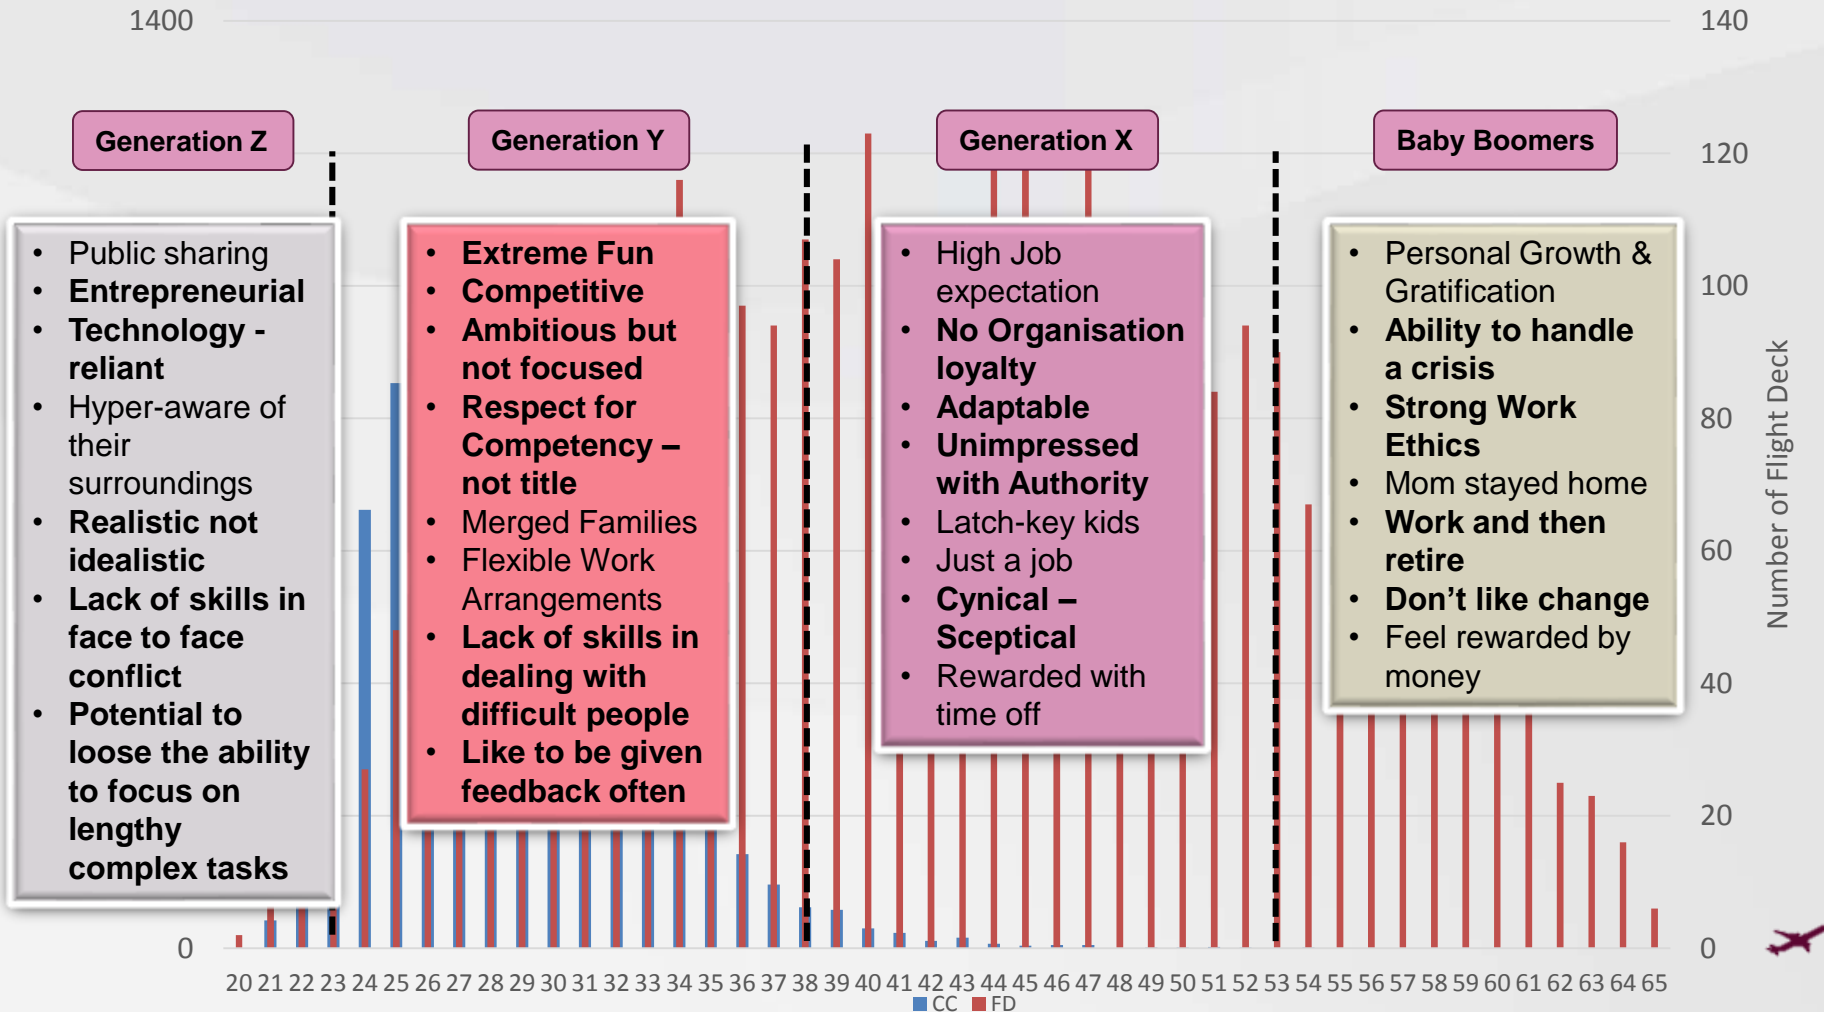 1400
140
Generation Z
Generation Y
Generation X
Baby Boomers
120
• Public sharing
• Entrepreneurial
• Technology -
reliant
• Hyper-aware of
their
surroundings
• Realistic not
idealistic
• Lack of skills in
face to face
conflict
• Potential to
loose the ability
to focus on
lengthy
complex tasks
• Extreme Fun
• Competitive
• Ambitious but
not focused
• Respect for
Competency –
not title
• Merged Families
• Flexible Work
Arrangements
• Lack of skills in
dealing with
difficult people
• Like to be given
feedback often
• High Job
expectation
• No Organisation
loyalty
• Adaptable
• Unimpressed
with Authority
• Latch-key kids
• Just a job
• Cynical –
Sceptical
• Rewarded with
time off
• Personal Growth &
Gratification
• Ability to handle
a crisis
• Strong Work
Ethics
• Mom stayed home
• Work and then
retire
• Don’t like change
• Feel rewarded by
money
100
80
60
40
20
0
Number of Flight Deck
0
20 21 22 23 24 25 26 27 28 29 30 31 32 33 34 35 36 37 38 39 40 41 42 43 44 45 46 47 48 49 50 51 52 53 54 55 56 57 58 59 60 61 62 63 64 65
CC FD